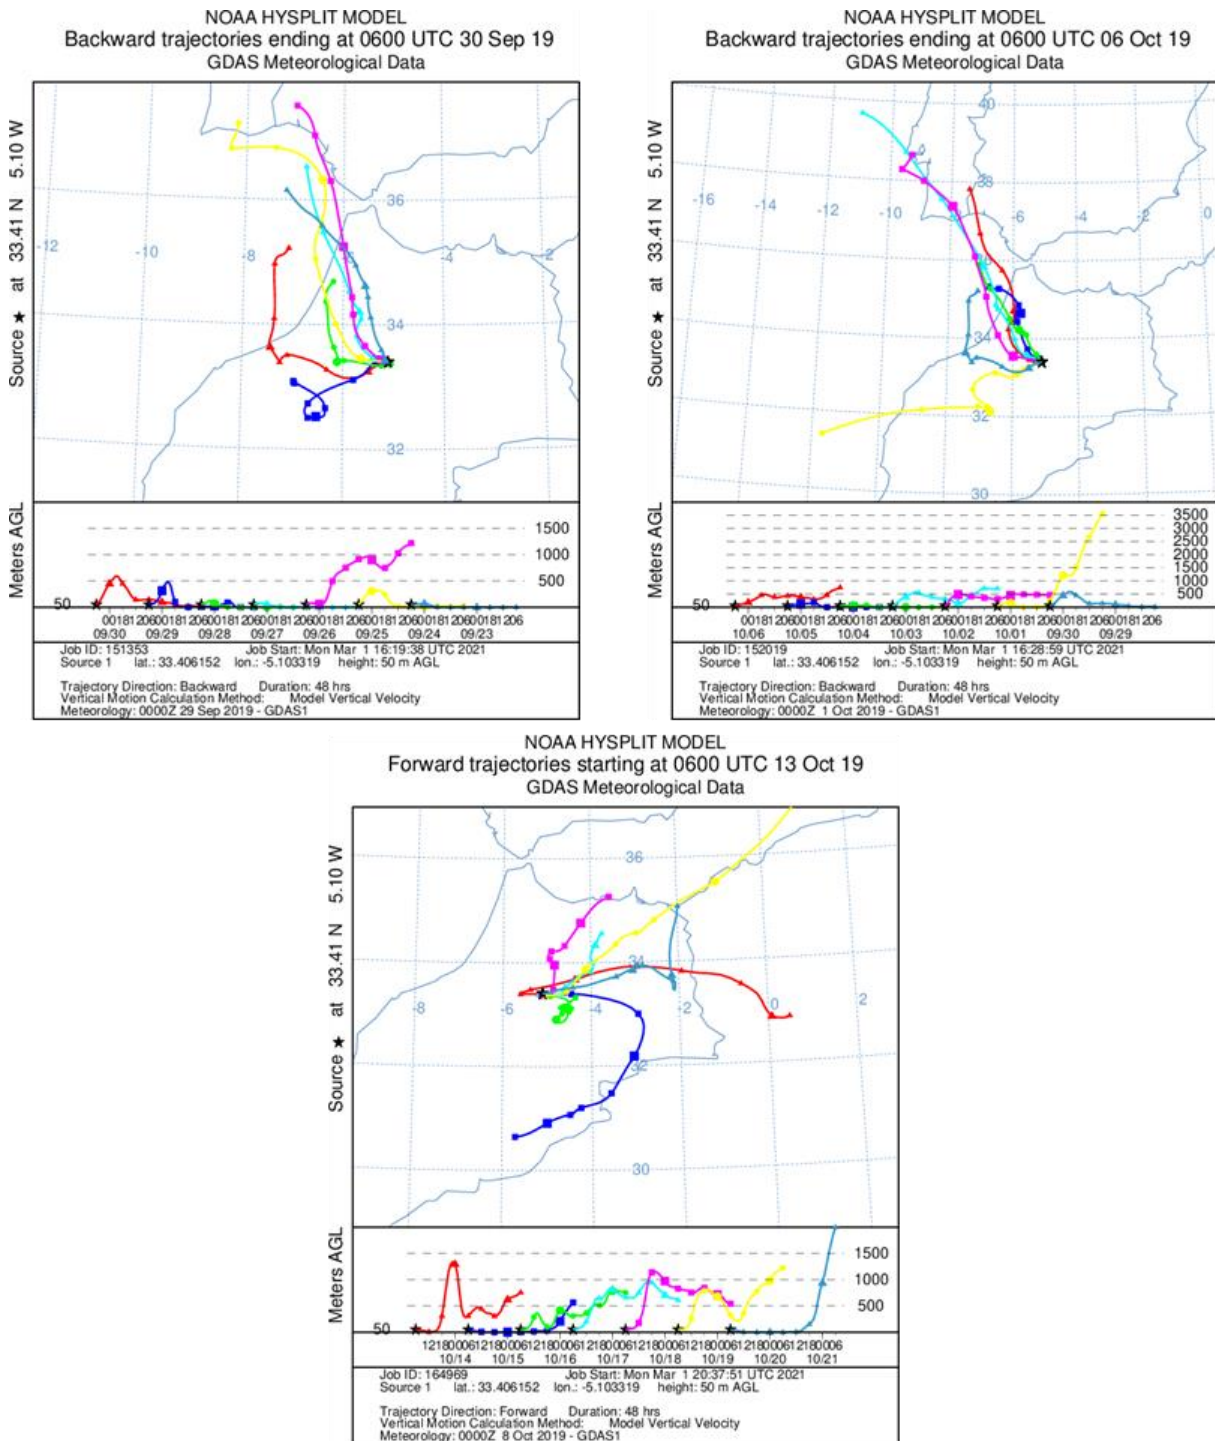 NOAA HYSPLIT MODEL
Backward trajectories ending at 0600 UTC 30 Sep 19
GDAS Meteorological Data
Source ★ at 33.41 N 5.10 W
-12
-10
-8
-4
-2
36
34
32
Meters AGL
1500
1000
500
50
09/30 09/29 09/28 09/27 09/26 09/25 09/24 09/23
Job ID: 151353 Job Start: Mon Mar 1 16:19:38 UTC 2021
Source 1 lat.: 33.406152 lon.: -5.103319 height: 50 m AGL
Trajectory Direction: Backward Duration: 48 hrs
Vertical Motion Calculation Method: Model Vertical Velocity
Meteorology: 0000Z 29 Sep 2019 - GDAS1
NOAA HYSPLIT MODEL
Backward trajectories ending at 0600 UTC 06 Oct 19
GDAS Meteorological Data
Source ★ at 33.41 N 5.10 W
40
38
-16
-14
-12
-10
-8
-6
-4
-2
0
34
32
30
Meters AGL
3500
3000
2500
2000
1500
1000
500
50
10/06 10/05 10/04 10/03 10/02 10/01 09/30 09/29
Job ID: 152019 Job Start: Mon Mar 1 16:28:59 UTC 2021
Source 1 lat.: 33.406152 lon.: -5.103319 height: 50 m AGL
Trajectory Direction: Backward Duration: 48 hrs
Vertical Motion Calculation Method: Model Vertical Velocity
Meteorology: 0000Z 1 Oct 2019 - GDAS1
NOAA HYSPLIT MODEL
Forward trajectories starting at 0600 UTC 13 Oct 19
GDAS Meteorological Data
Source ★ at 33.41 N 5.10 W
36
34
-8
-6
-4
-2
0
2
32
30
Meters AGL
1500
1000
500
50
10/14 10/15 10/16 10/17 10/18 10/19 10/20 10/21
Job ID: 164969 Job Start: Mon Mar 1 20:37:51 UTC 2021
Source 1 lat.: 33.406152 lon.: -5.103319 height: 50 m AGL
Trajectory Direction: Forward Duration: 48 hrs
Vertical Motion Calculation Method: Model Vertical Velocity
Meteorology: 0000Z 8 Oct 2019 - GDAS1